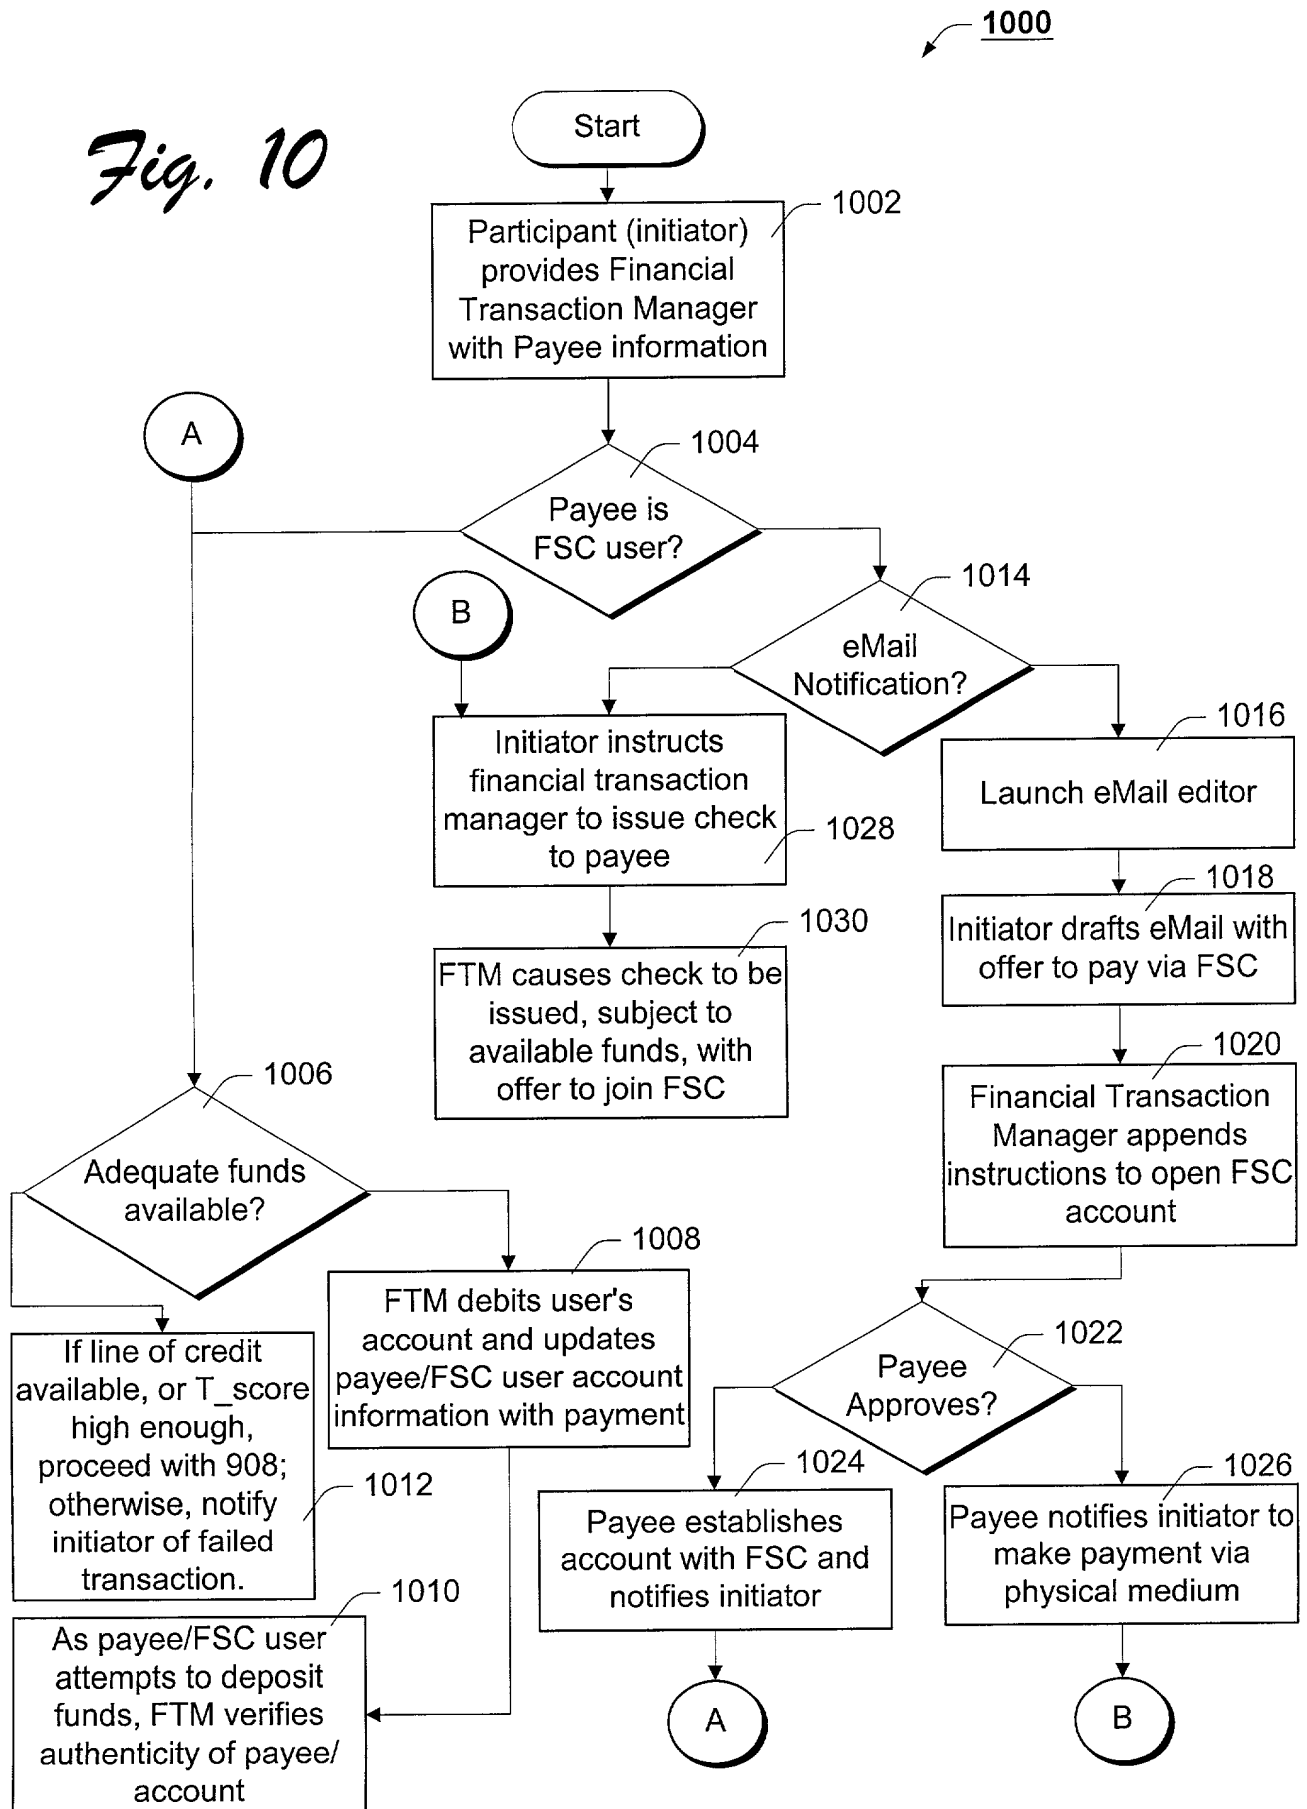 1000
Fig. 10
Start
1002
Participant (initiator)
provides Financial
Transaction Manager
with Payee information
A
1004
Payee is
FSC user?
B
1014
eMail
Notification?
Initiator instructs
financial transaction
manager to issue check
to payee
1028
1016
Launch eMail editor
1018
Initiator drafts eMail with
offer to pay via FSC
1030
FTM causes check to be
issued, subject to
available funds, with
offer to join FSC
1020
Financial Transaction
Manager appends
instructions to open FSC
account
1006
Adequate funds
available?
1008
FTM debits user's
account and updates
payee/FSC user account
information with payment
1022
Payee
Approves?
If line of credit
available, or T_score
high enough,
proceed with 908;
otherwise, notify
initiator of failed
transaction.
1012
1024
Payee establishes
account with FSC and
notifies initiator
1026
Payee notifies initiator to
make payment via
physical medium
1010
As payee/FSC user
attempts to deposit
funds, FTM verifies
authenticity of payee/
account
A
B